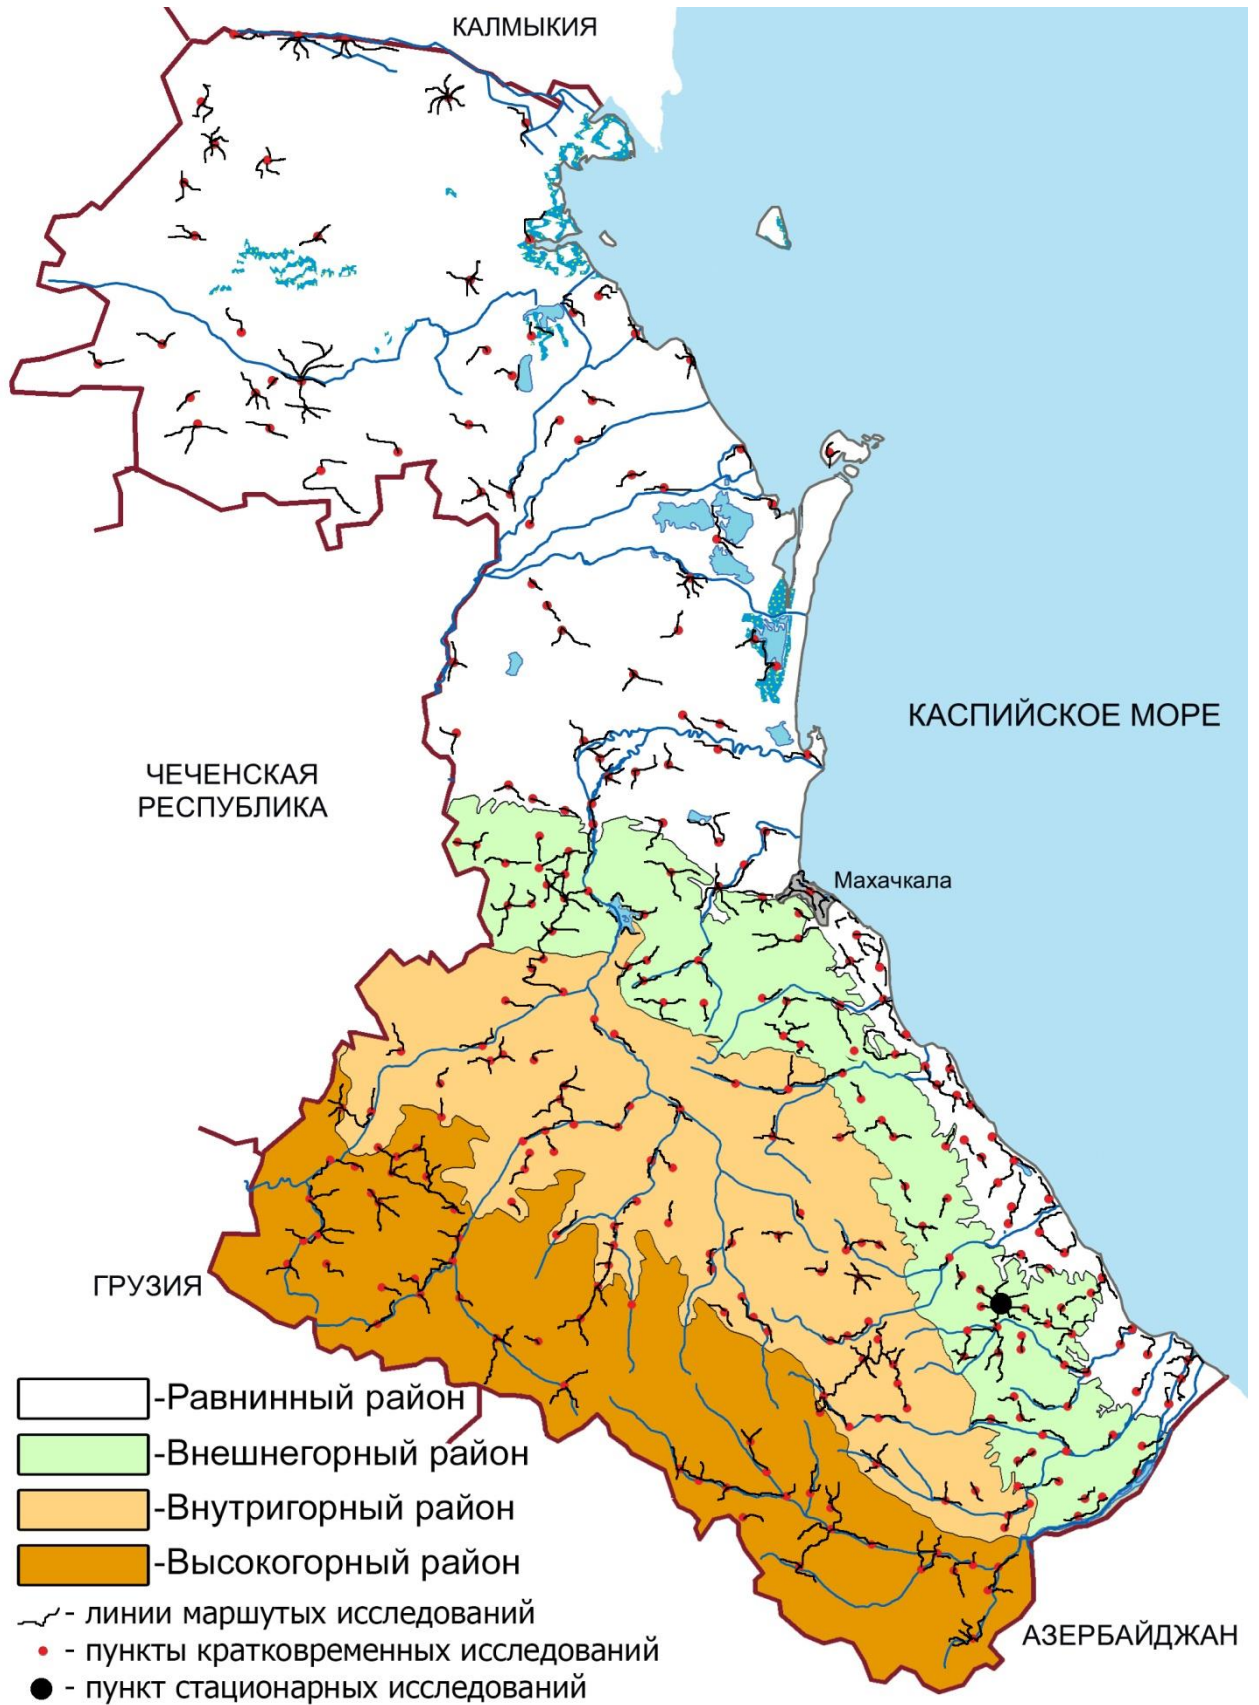 КАЛМЫКИЯ
КАСПИЙСКОЕ МОРЕ
ЧЕЧЕНСКАЯ
РЕСПУБЛИКА
Махачкала
ГРУЗИЯ
-Равнинный район
-Внешнегорный район
-Внутригорный район
-Высокогорный район
- линии маршутых исследований
- пункты кратковременных исследований
- пункт стационарных исследований
АЗЕРБАЙДЖАН